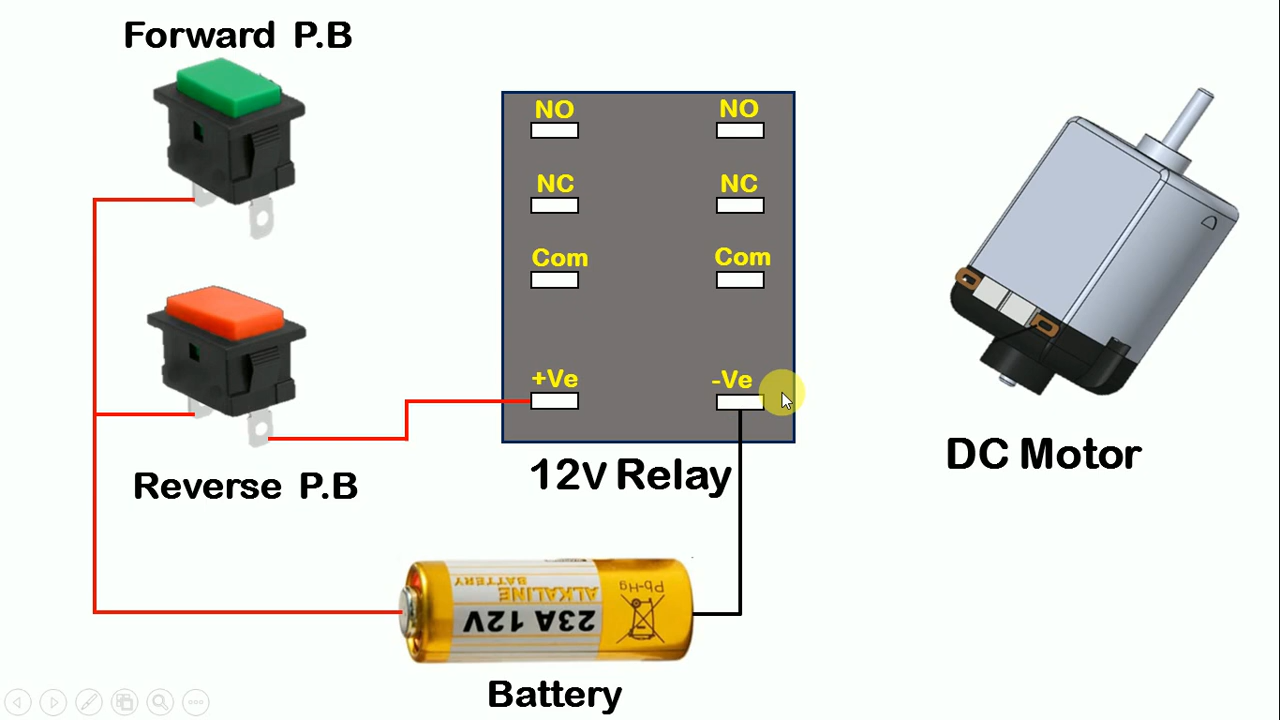 Forward P.B
NO
NO
NC
NC
Com
Com
+Ve
-Ve
12V Relay
Reverse P.B
DC Motor
ALKALINE
BATTERY
23A 12V
Pb-Hg
Battery